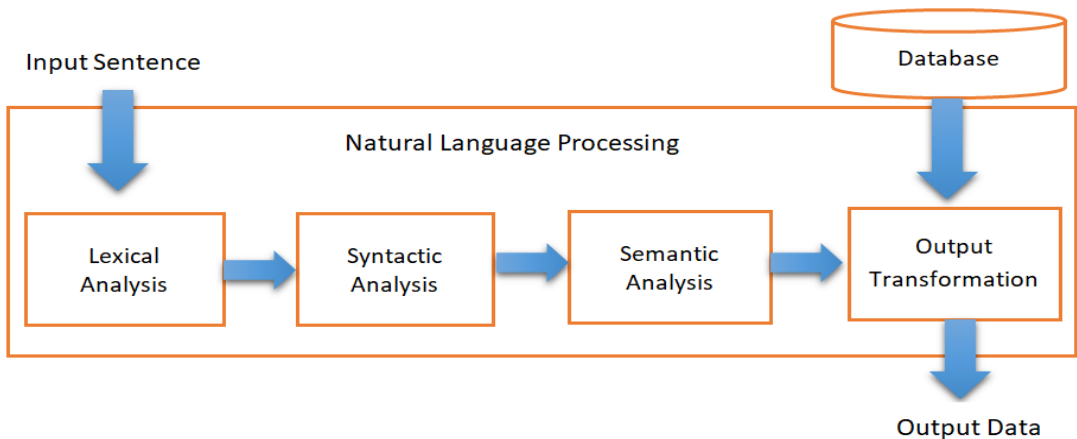 Input Sentence
Database
Natural Language Processing
Lexical
Analysis
Syntactic
Analysis
Semantic
Analysis
Output
Transformation
Output Data